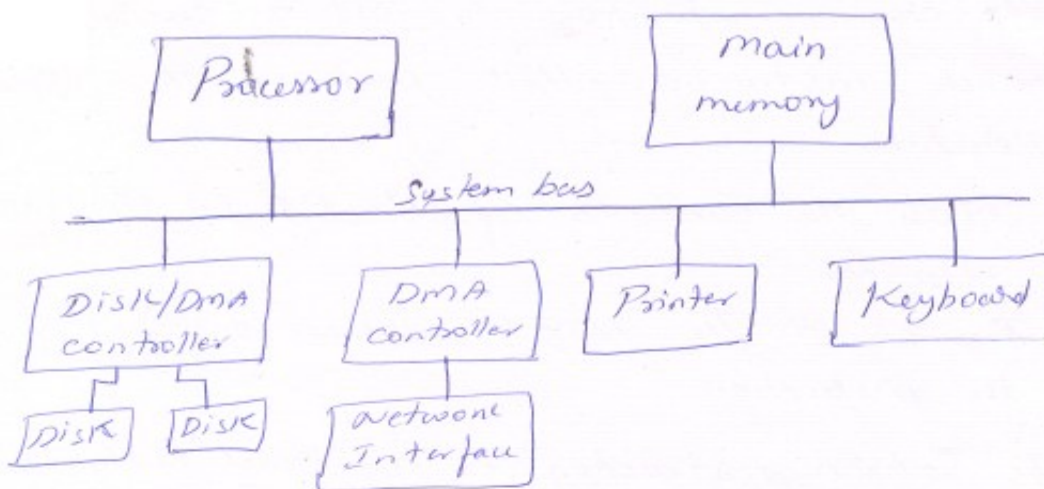 Processor
main
memory
System bus
Disk/DMA
controller
DMA
controller
Printer
Keyboard
Disk
Disk
Network
Interface